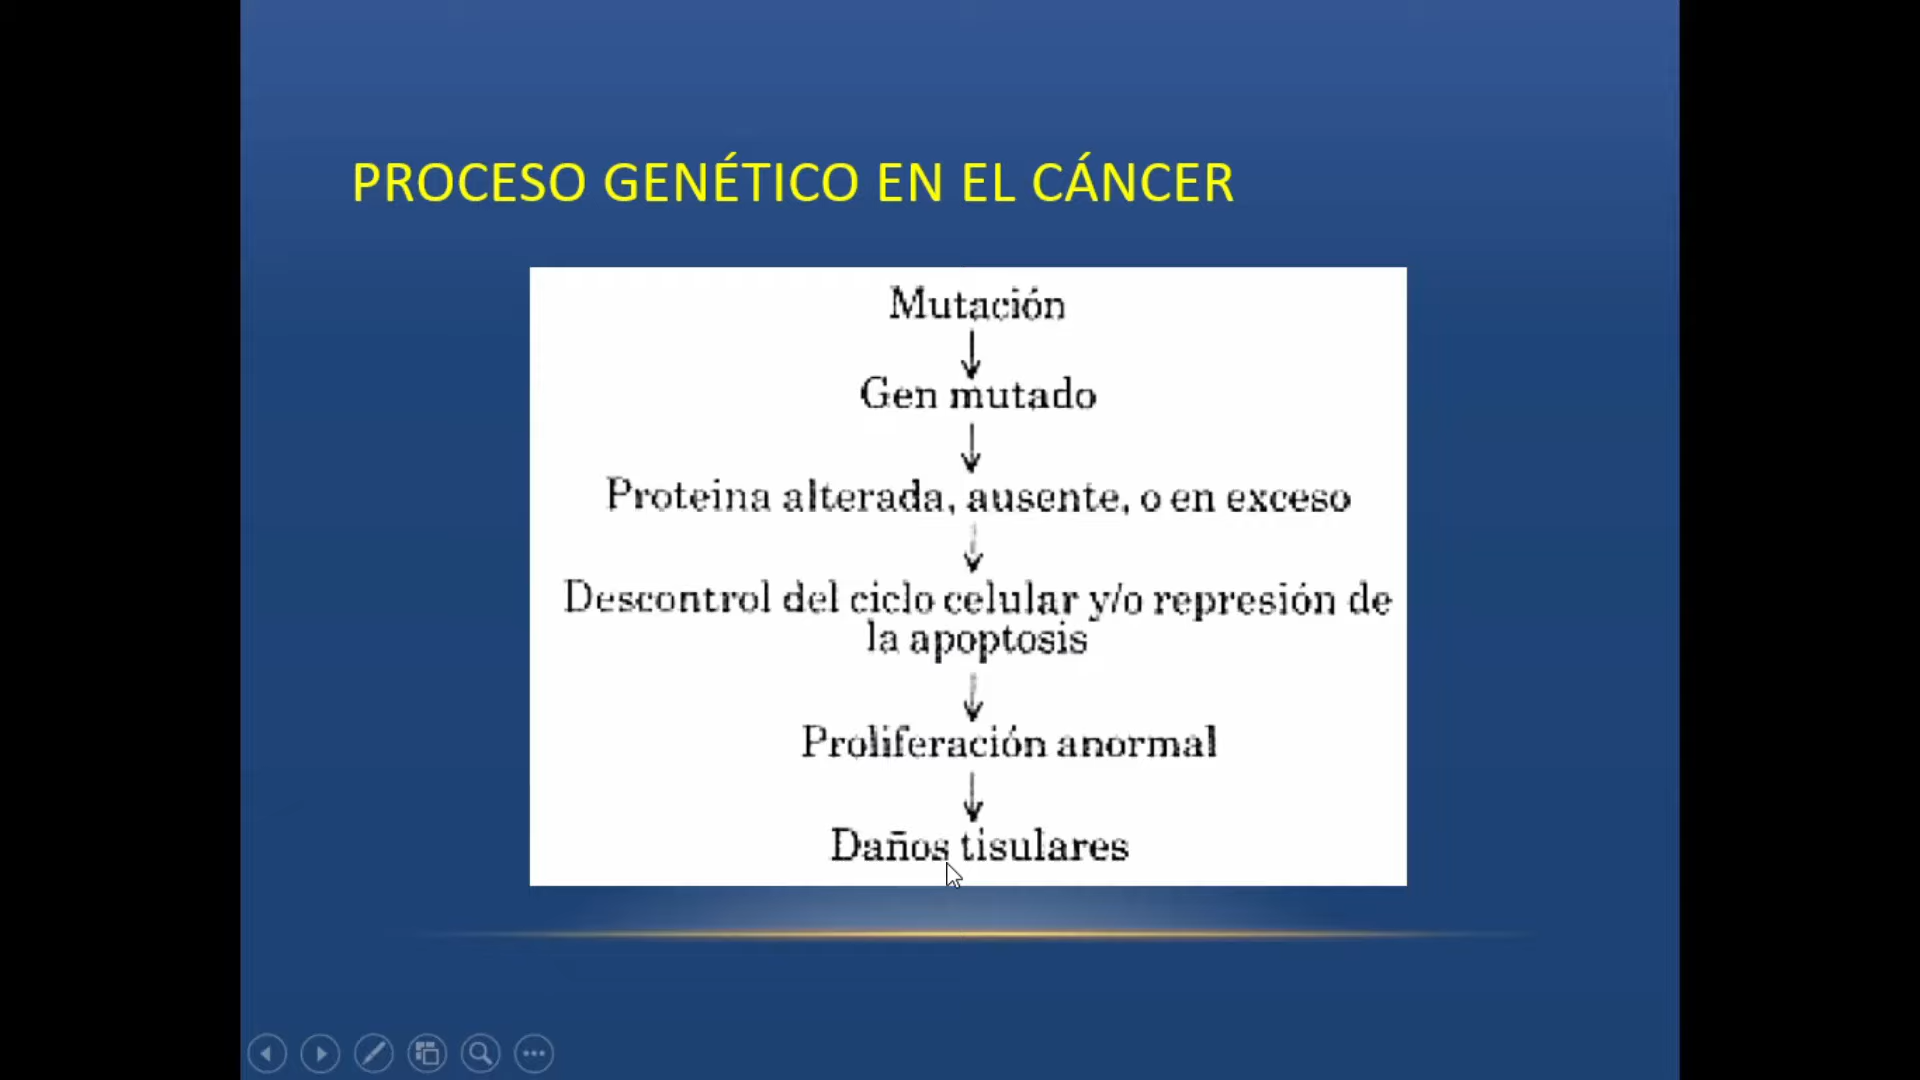 PROCESO GENÉTICO EN EL CÁNCER
Mutación
Gen mutado
Proteina alterada, ausente, o en exceso
Descontrol del ciclo celular y/o represión de
la apoptosis
Proliferación anormal
Daños tisulares